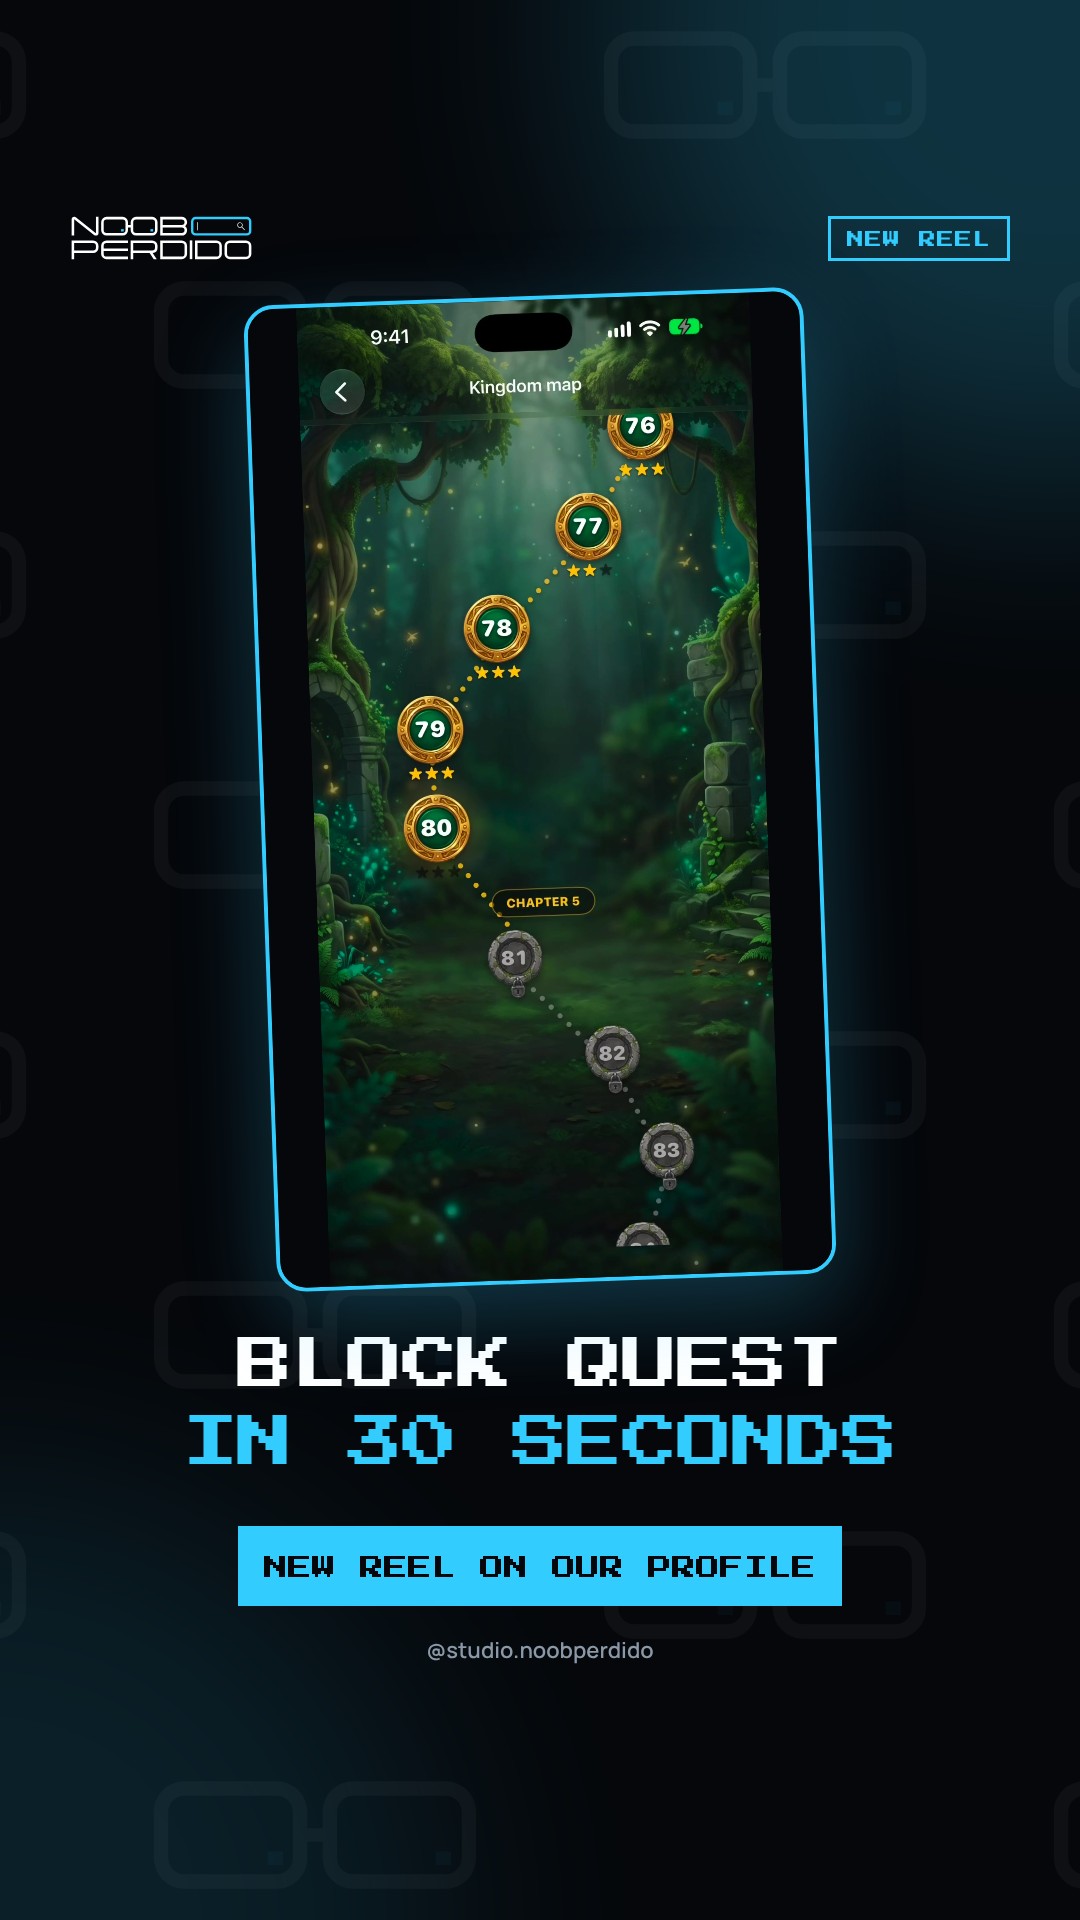 NOOB
PERDIDO
NEW REEL
9:41
Kingdom map
76
77
78
79
80
CHAPTER 5
81
82
83
BLOCK QUEST
IN 30 SECONDS
NEW REEL ON OUR PROFILE
@studio.noobperdido